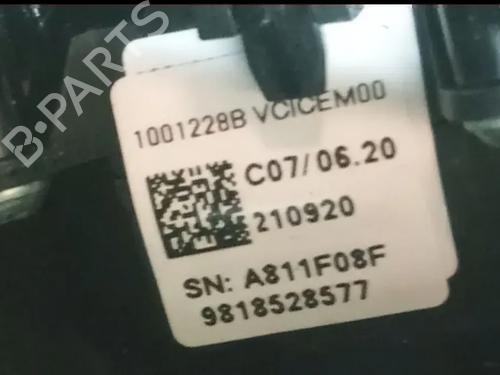 B-PARTS
1001228B VCICEM00
C07/06.20
210920
SN: A811F08F
9818528577